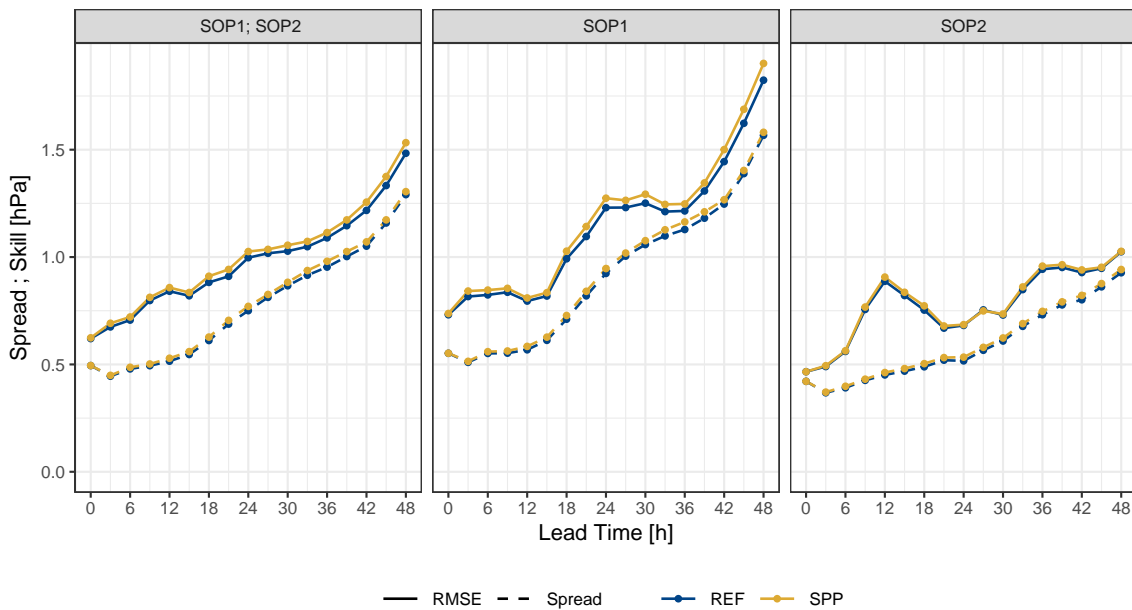 SOP1; SOP2
SOP1
SOP2
Spread ; Skill [hPa]
1.5
1.0
0.5
0.0
0 6 12 18 24 30 36 42 48
0 6 12 18 24 30 36 42 48
0 6 12 18 24 30 36 42 48
Lead Time [h]
RMSE Spread REF SPP